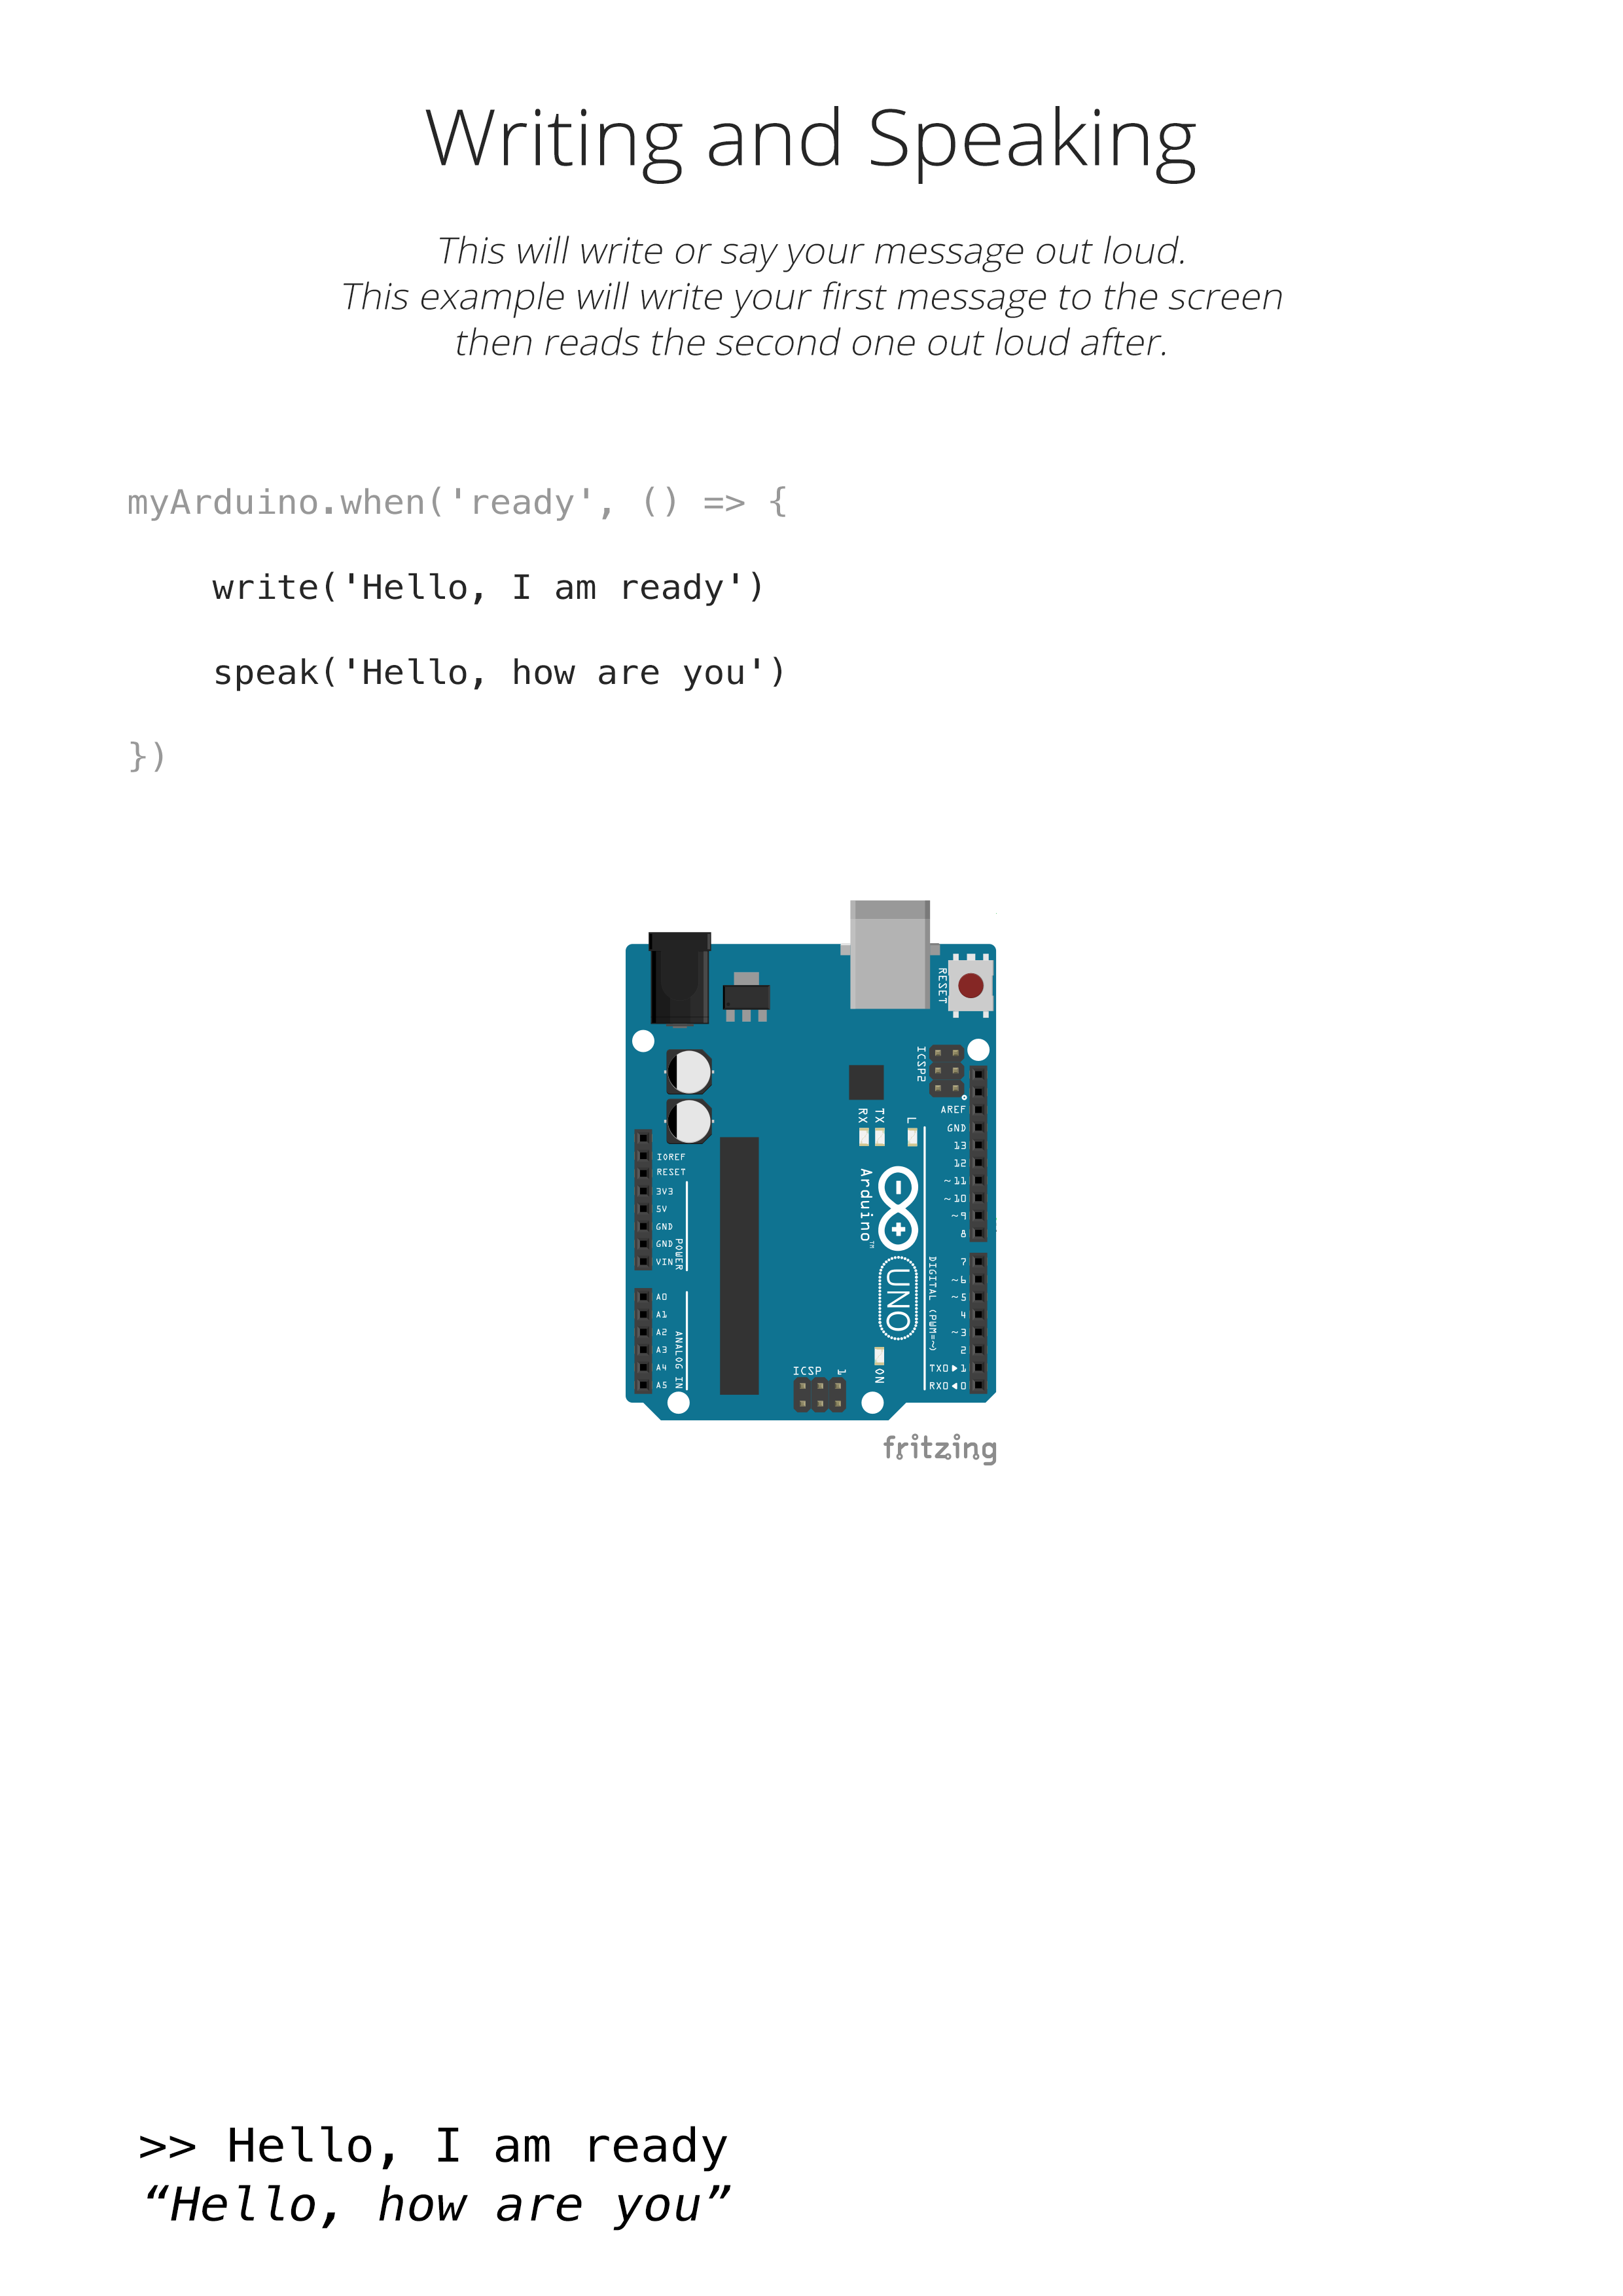 Writing and Speaking
This will write or say your message out loud.
This example will write your first message to the screen
then reads the second one out loud after.
myArduino.when('ready', () => {
write('Hello, I am ready')
speak('Hello, how are you')
})
RESET
ICSP2
AREF
GND
13
12
~11
~10
~9
8
7
~6
~5
4
~3
2
TX0▶1
RX0◀0
RX
TX
L
Arduino™
UNO
DIGITAL (PWM=~)
ON
ICSP
1
IOREF
RESET
3V3
5V
GND
GND
VIN
POWER
A0
A1
A2
A3
A4
A5
ANALOG IN
fritzing
>> Hello, I am ready
“Hello, how are you”